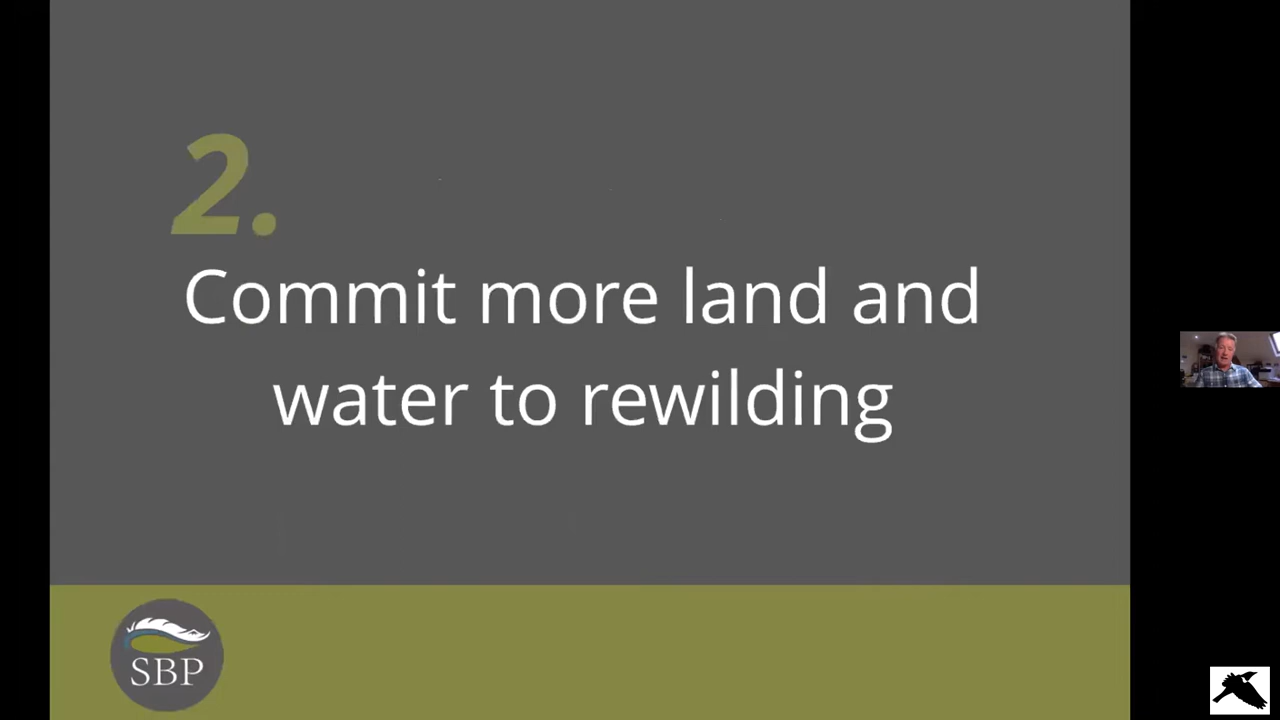 2.
Commit more land and
water to rewilding
SBP